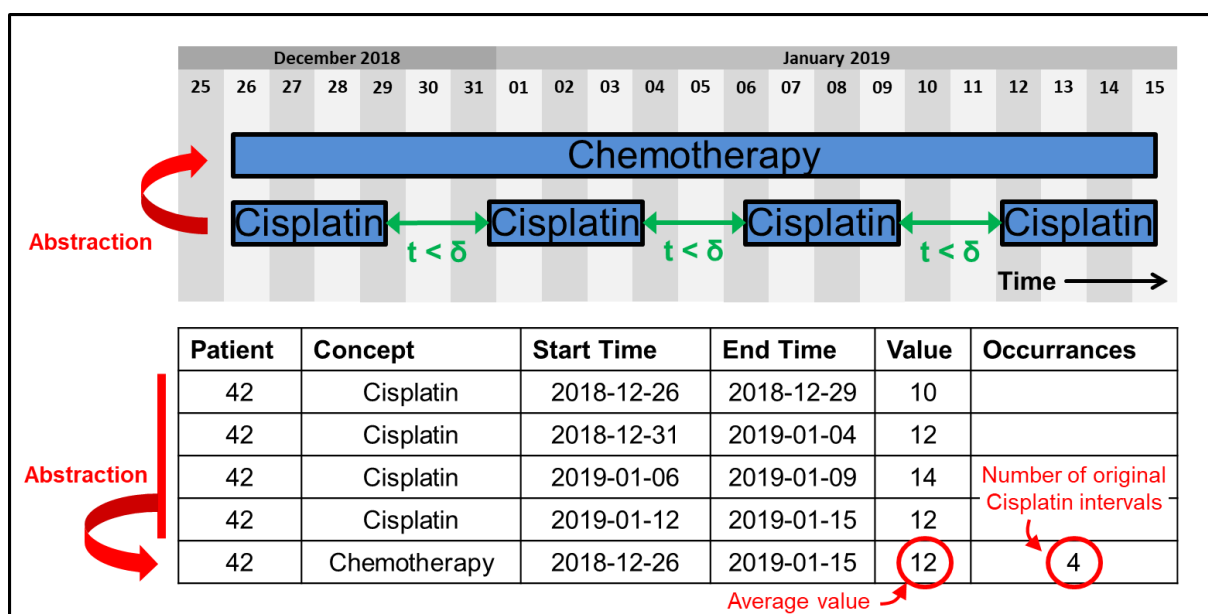 December 2018 January 2019
25 26 27 28 29 30 31 01 02 03 04 05 06 07 08 09 10 11 12 13 14 15
Chemotherapy
Abstraction
Cisplatin Cisplatin Cisplatin Cisplatin
t < δ t < δ t < δ
Time
Patient Concept Start Time End Time Value Occurrances
42 Cisplatin 2018-12-26 2018-12-29 10
42 Cisplatin 2018-12-31 2019-01-04 12
Abstraction
42 Cisplatin 2019-01-06 2019-01-09 14
Number of original
Cisplatin intervals
42 Cisplatin 2019-01-12 2019-01-15 12
42 Chemotherapy 2018-12-26 2019-01-15 12 4
Average value